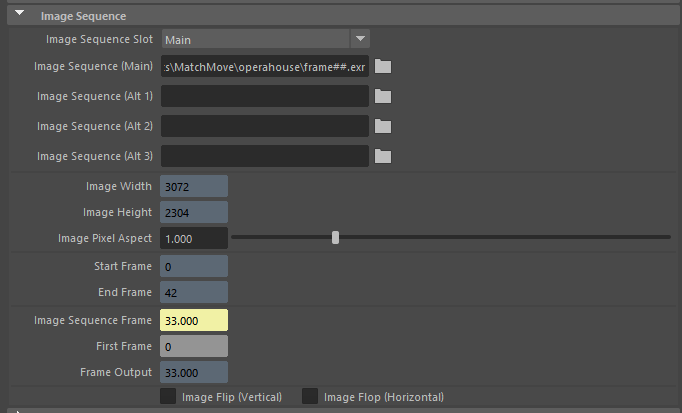 Image Sequence
Image Sequence Slot Main
Image Sequence (Main) :s\MatchMove\operahouse\frame##.exr
Image Sequence (Alt 1)
Image Sequence (Alt 2)
Image Sequence (Alt 3)
Image Width 3072
Image Height 2304
Image Pixel Aspect 1.000
Start Frame 0
End Frame 42
Image Sequence Frame 33.000
First Frame 0
Frame Output 33.000
Image Flip (Vertical) Image Flop (Horizontal)